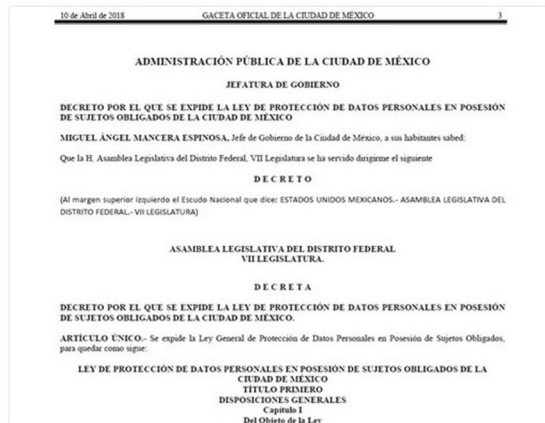 10 de Abril de 2018 GACETA OFICIAL DE LA CIUDAD DE MÉXICO 3
ADMINISTRACIÓN PÚBLICA DE LA CIUDAD DE MÉXICO
JEFATURA DE GOBIERNO
DECRETO POR EL QUE SE EXPIDE LA LEY DE PROTECCIÓN DE DATOS PERSONALES EN POSESIÓN
DE SUJETOS OBLIGADOS DE LA CIUDAD DE MÉXICO
MIGUEL ÁNGEL MANCERA ESPINOSA, Jefe de Gobierno de la Ciudad de México, a sus habitantes sabed:
Que la H. Asamblea Legislativa del Distrito Federal, VII Legislatura se ha servido dirigirme el siguiente
D E C R E T O
(Al margen superior izquierdo el Escudo Nacional que dice: ESTADOS UNIDOS MEXICANOS.- ASAMBLEA LEGISLATIVA DEL
DISTRITO FEDERAL.- VII LEGISLATURA)
ASAMBLEA LEGISLATIVA DEL DISTRITO FEDERAL
VII LEGISLATURA.
D E C R E T A
DECRETO POR EL QUE SE EXPIDE LA LEY DE PROTECCIÓN DE DATOS PERSONALES EN POSESIÓN
DE SUJETOS OBLIGADOS DE LA CIUDAD DE MÉXICO.
ARTÍCULO ÚNICO.- Se expide la Ley General de Protección de Datos Personales en Posesión de Sujetos Obligados,
para quedar como sigue:
LEY DE PROTECCIÓN DE DATOS PERSONALES EN POSESIÓN DE SUJETOS OBLIGADOS DE LA
CIUDAD DE MÉXICO
TÍTULO PRIMERO
DISPOSICIONES GENERALES
Capítulo I
Del Objeto de la Ley